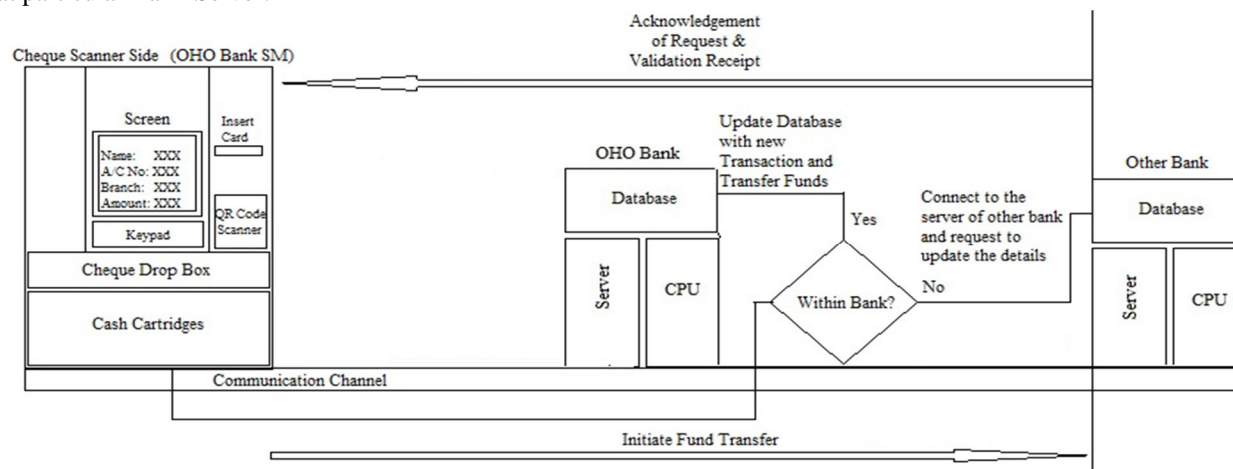 Acknowledgement
of Request &
Validation Receipt
Cheque Scanner Side (OHO Bank SM)
Screen
Name: XXX
A/C No: XXX
Branch: XXX
Amount: XXX
Keypad
Insert
Card
QR Code
Scanner
Cheque Drop Box
Cash Cartridges
Communication Channel
OHO Bank
Database
Server
CPU
Update Database
with new
Transaction and
Transfer Funds
Yes
Within Bank?
No
Connect to the
server of other bank
and request to
update the details
Other Bank
Database
Server
CPU
Initiate Fund Transfer